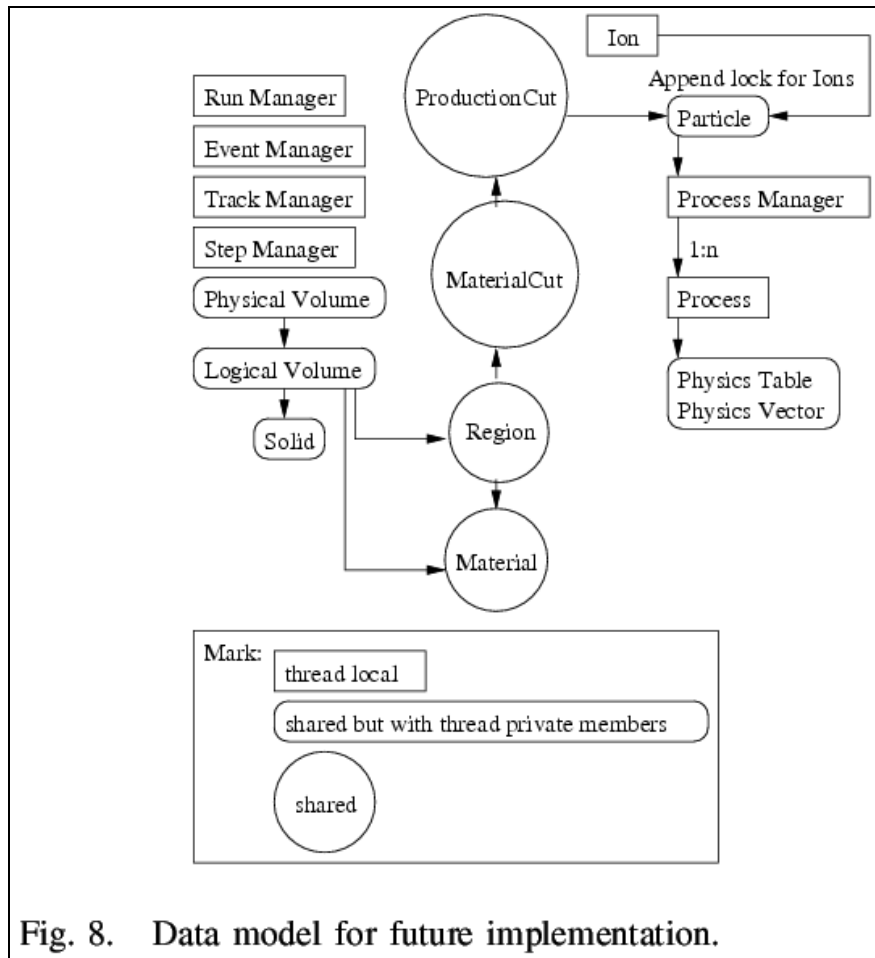 Ion
Append lock for Ions
ProductionCut
Particle
Run Manager
Event Manager
Track Manager
Step Manager
Process Manager
1:n
MaterialCut
Process
Physical Volume
Logical Volume
Solid
Physics Table
Physics Vector
Region
Material
Mark:
thread local
shared but with thread private members
shared
Fig. 8. Data model for future implementation.